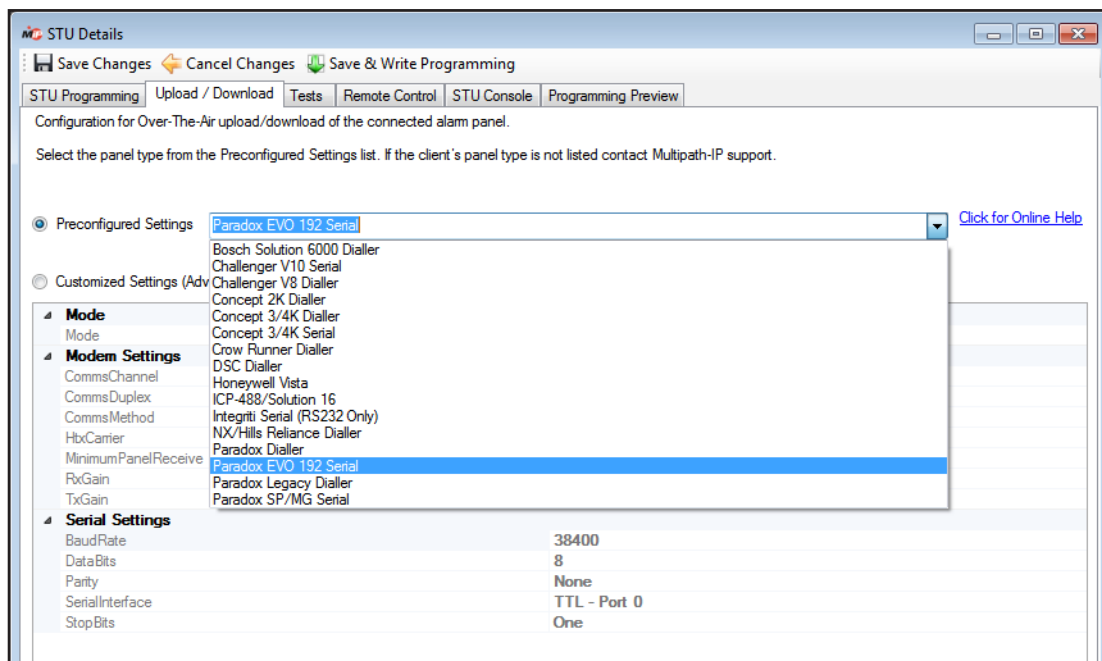 STU Details
Save Changes Cancel Changes Save & Write Programming
STU Programming Upload / Download Tests Remote Control STU Console Programming Preview
Configuration for Over-The-Air upload/download of the connected alarm panel.
Select the panel type from the Preconfigured Settings list. If the client's panel type is not listed contact Multipath-IP support.
Preconfigured Settings Paradox EVO 192 Serial Click for Online Help
Bosch Solution 6000 Dialler
Challenger V10 Serial
Customized Settings (Adv Challenger V8 Dialler
Concept 2K Dialler
Mode Concept 3/4K Dialler
Mode Concept 3/4K Serial
Modem Settings Crow Runner Dialler
DSC Dialler
CommsChannel Honeywell Vista
CommsDuplex ICP-488/Solution 16
CommsMethod Integriti Serial (RS232 Only)
HtxCarrier NX/Hills Reliance Dialler
MinimumPanelReceive Paradox Dialler
Paradox EVO 192 Serial
RxGain Paradox Legacy Dialler
TxGain Paradox SP/MG Serial
Serial Settings
BaudRate 38400
DataBits 8
Parity None
SerialInterface TTL - Port 0
StopBits One